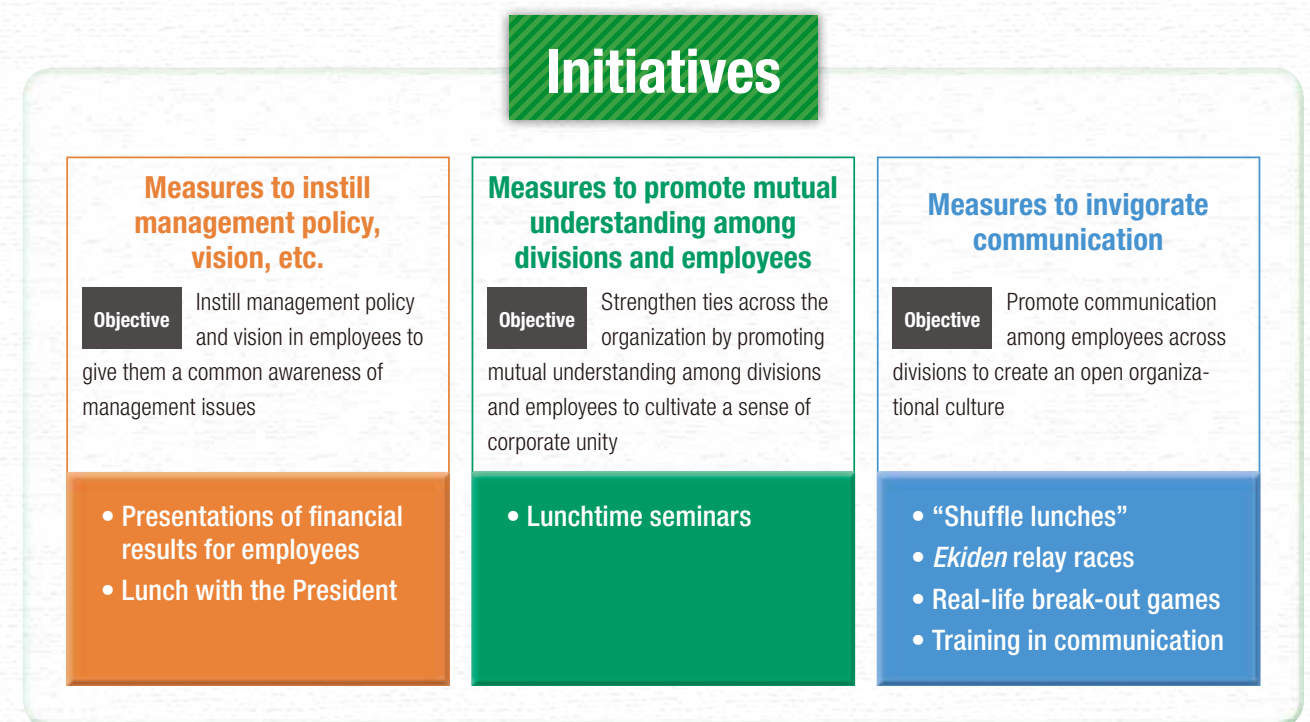 Initiatives
Measures to instill
management policy,
vision, etc.
Objective Instill management policy
and vision in employees to
give them a common awareness of
management issues
• Presentations of financial
results for employees
• Lunch with the President
Measures to promote mutual
understanding among
divisions and employees
Objective Strengthen ties across the
organization by promoting
mutual understanding among divisions
and employees to cultivate a sense of
corporate unity
• Lunchtime seminars
Measures to invigorate
communication
Objective Promote communication
among employees across
divisions to create an open organiza-
tional culture
• “Shuffle lunches”
• Ekiden relay races
• Real-life break-out games
• Training in communication